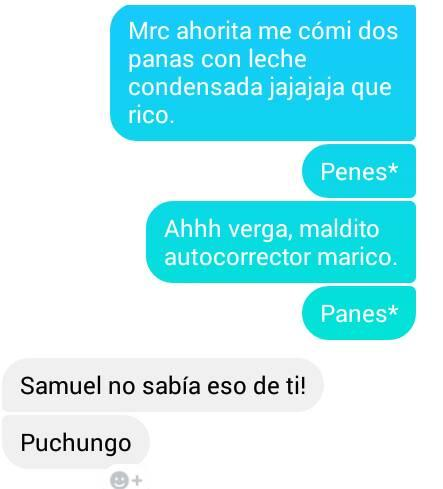 Mrc ahorita me cómi dos
panas con leche
condensada jajajaja que
rico.
Penes*
Ahhh verga, maldito
autocorrector marico.
Panes*
Samuel no sabía eso de ti!
Puchungo